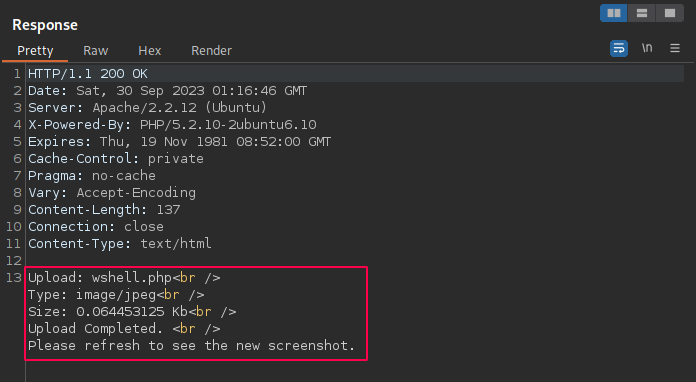 Response
Pretty Raw Hex Render \n
1 HTTP/1.1 200 OK
2 Date: Sat, 30 Sep 2023 01:16:46 GMT
3 Server: Apache/2.2.12 (Ubuntu)
4 X-Powered-By: PHP/5.2.10-2ubuntu6.10
5 Expires: Thu, 19 Nov 1981 08:52:00 GMT
6 Cache-Control: private
7 Pragma: no-cache
8 Vary: Accept-Encoding
9 Content-Length: 137
10 Connection: close
11 Content-Type: text/html
12
13 Upload: wshell.php<br />
Type: image/jpeg<br />
Size: 0.064453125 Kb<br />
Upload Completed. <br />
Please refresh to see the new screenshot.